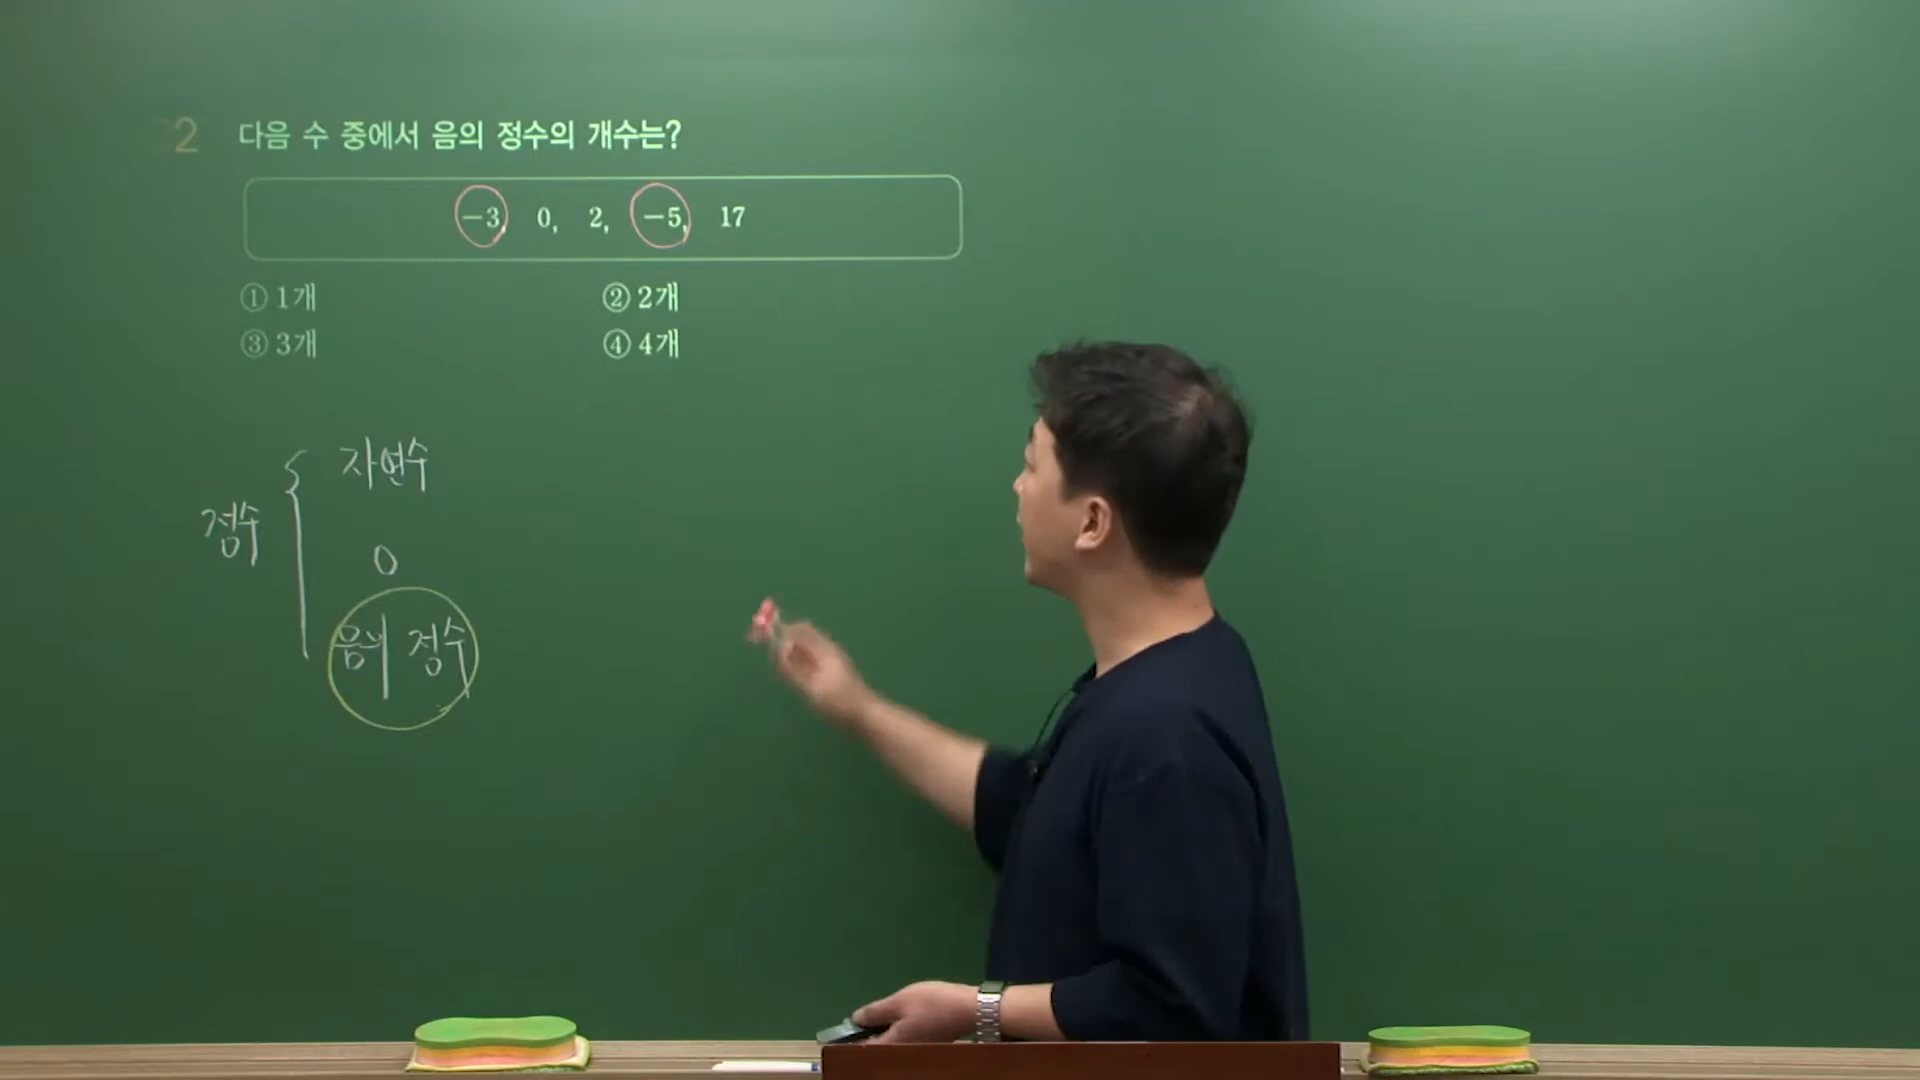 2 다음 수 중에서 음의 정수의 개수는?
−3, 0, 2, −5, 17
① 1개 ② 2개
③ 3개 ④ 4개
자연수
정수
0
음의 정수